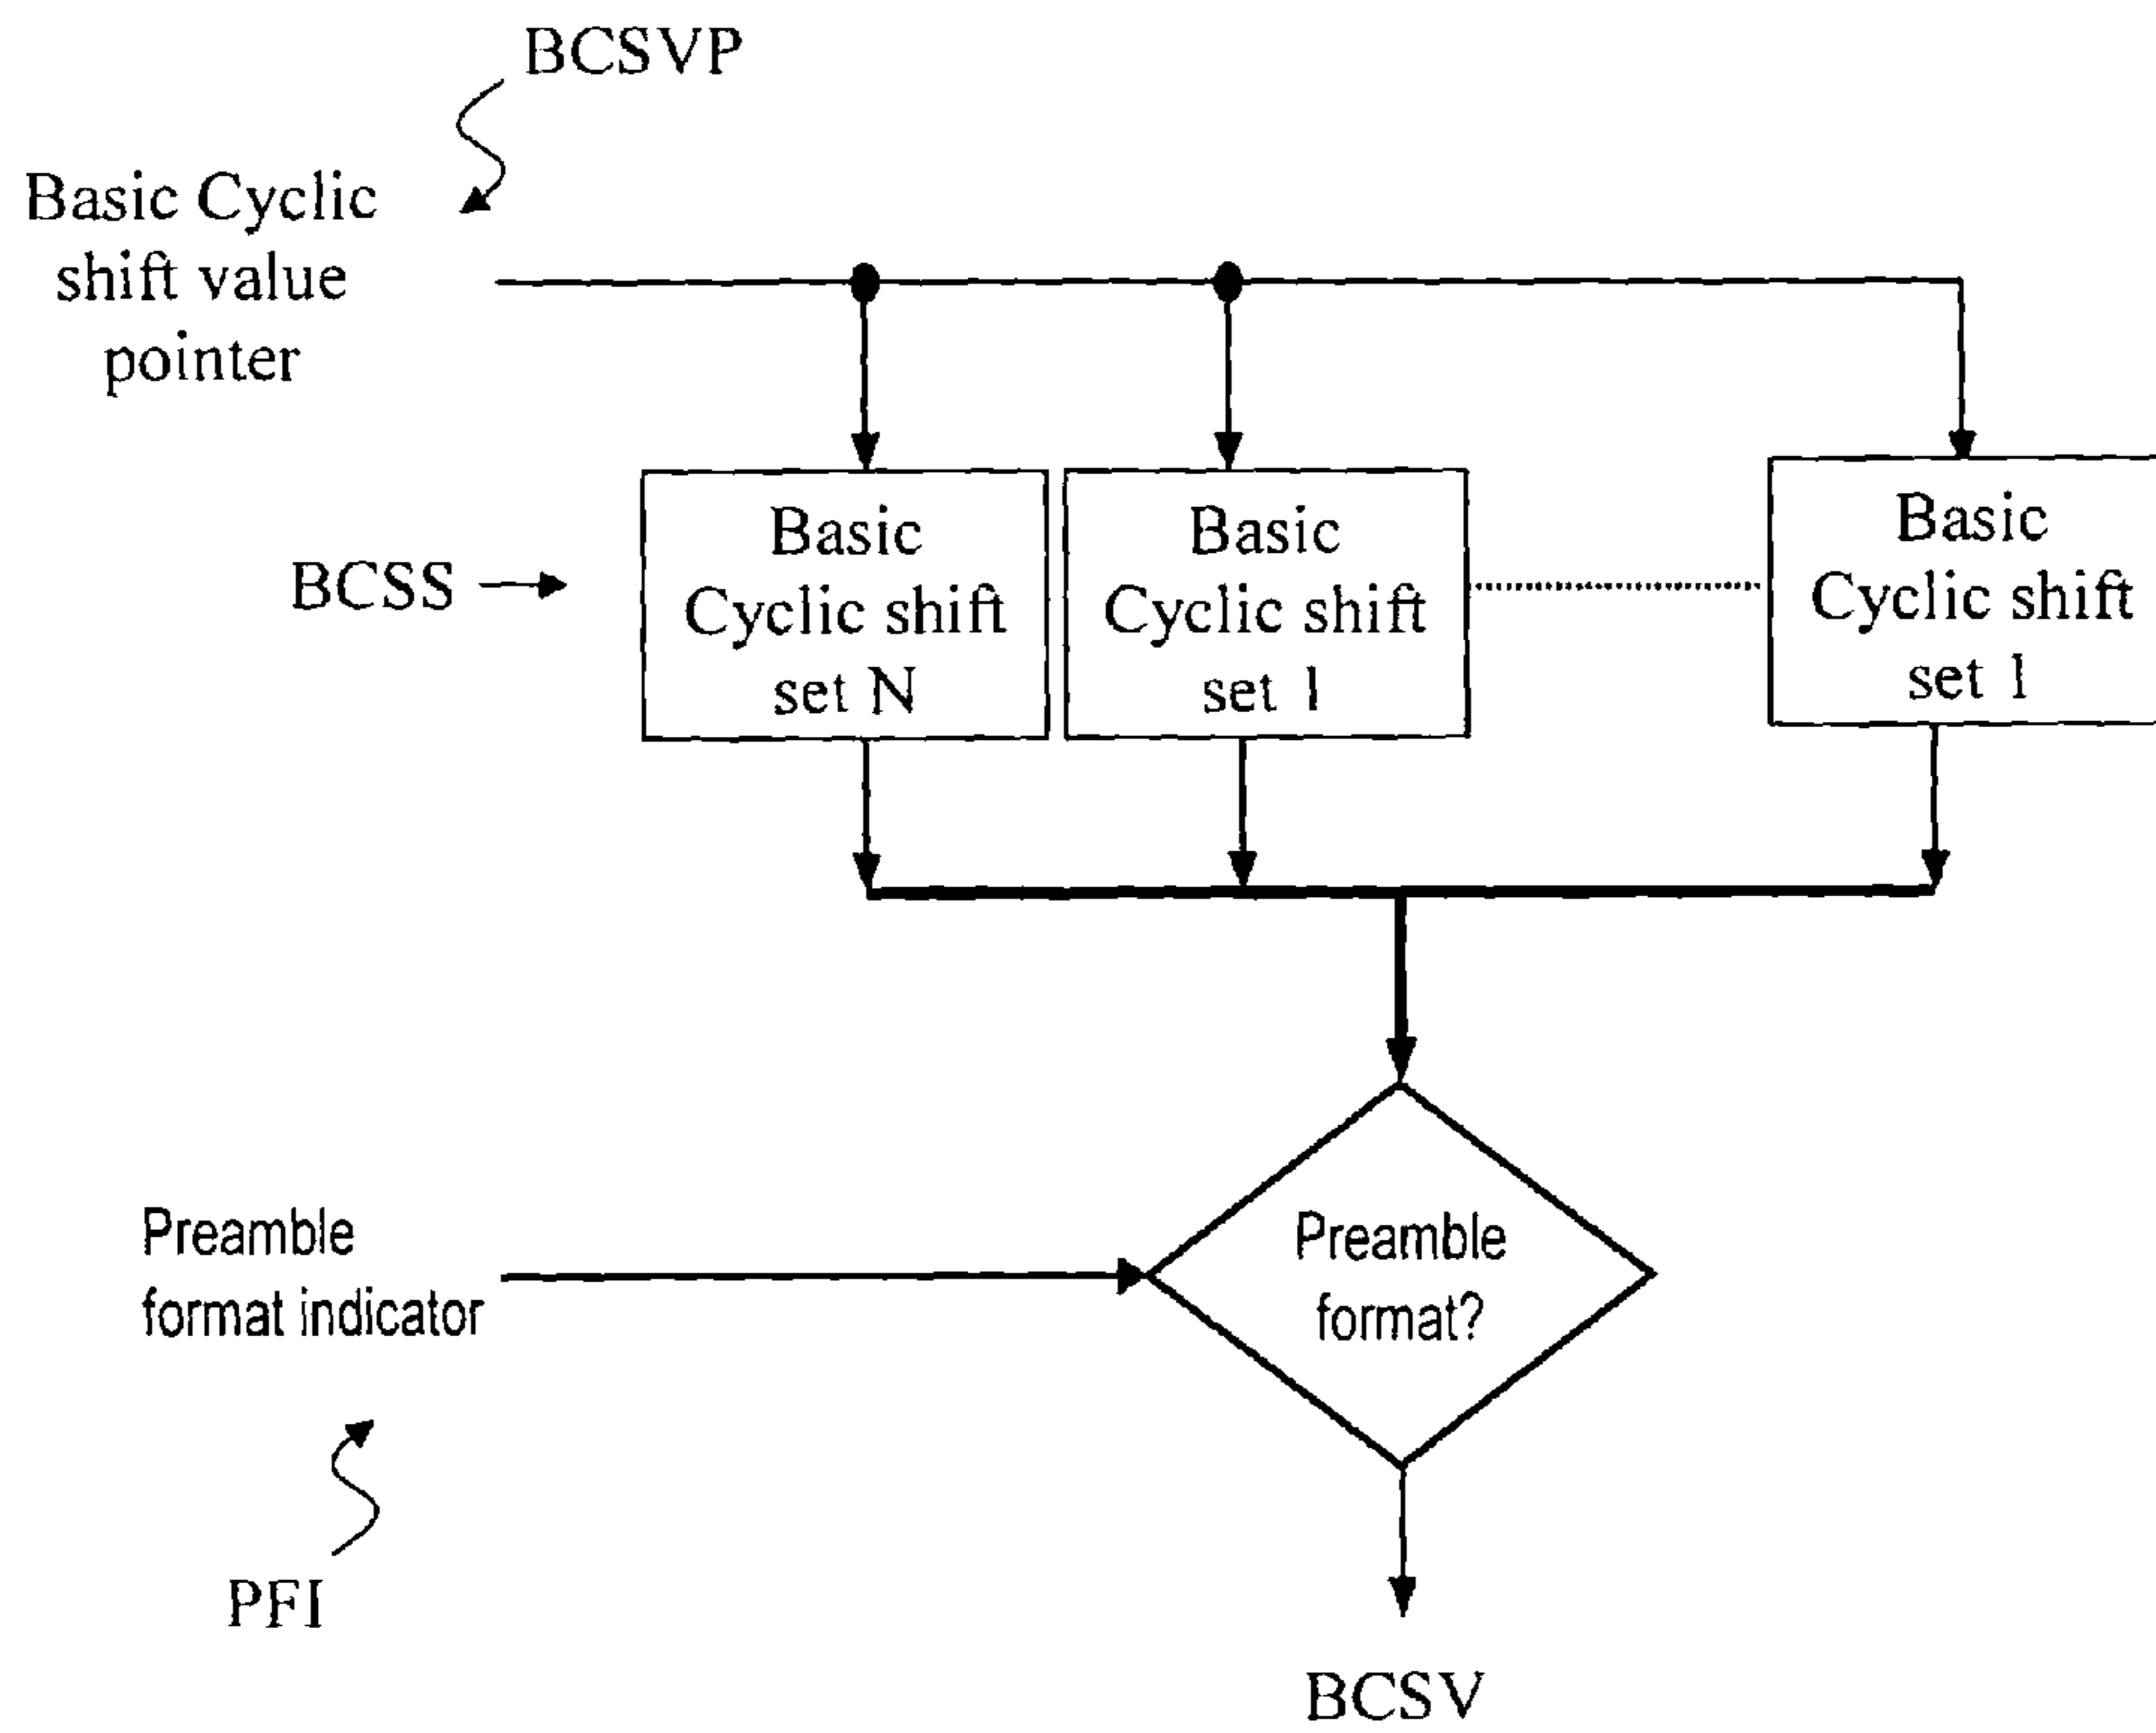 BCSVP
Basic Cyclic
shift value
pointer
BCSS
Basic
Cyclic shift
set N
Basic
Cyclic shift
set 1
Basic
Cyclic shift
set 1
Preamble
format indicator
Preamble
format?
PFI
BCSV